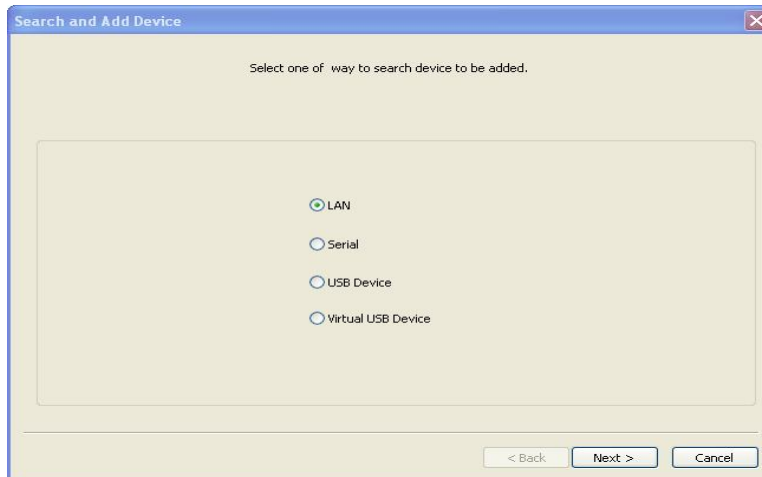 Search and Add Device
Select one of way to search device to be added.
LAN
Serial
USB Device
Virtual USB Device
< Back Next > Cancel